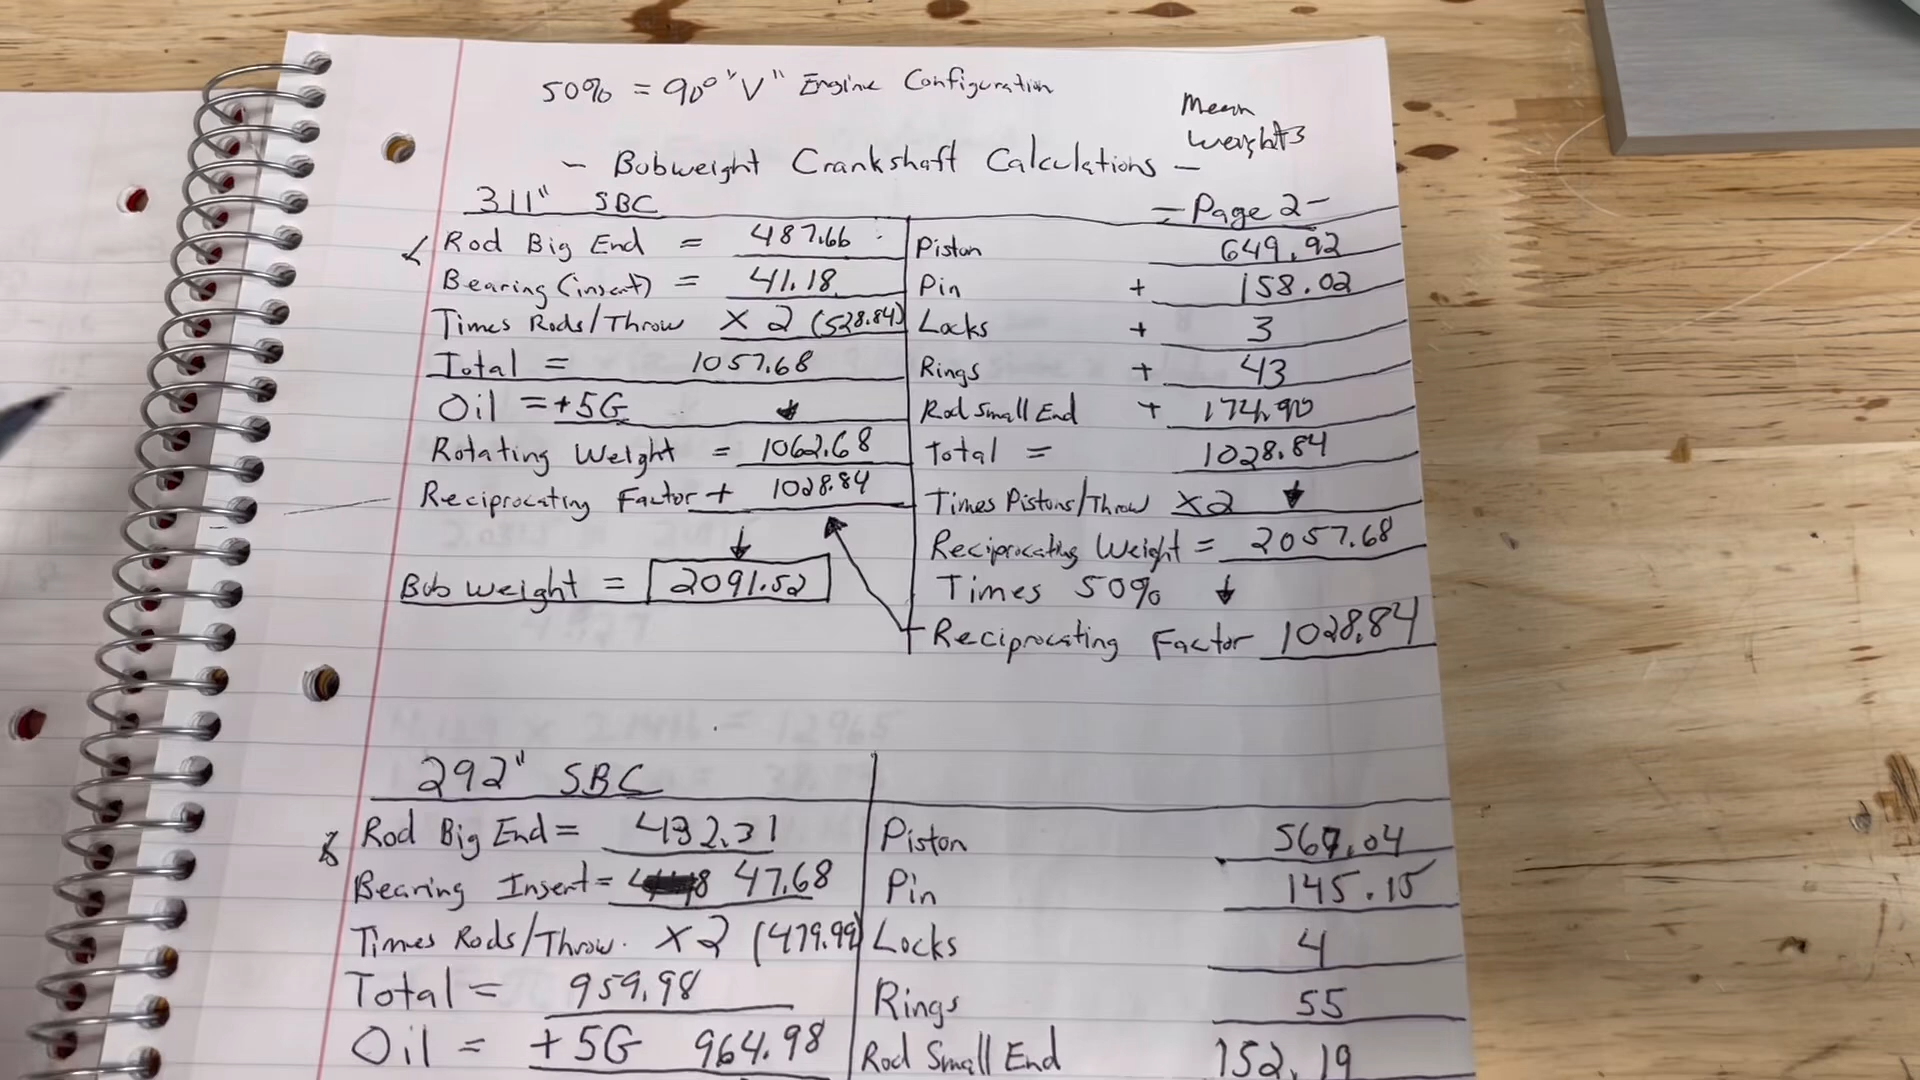 50% = 90° "V" Engine Configuration
Mean
Weights
- Bobweight Crankshaft Calculations -
311" SBC
- Page 2 -
Rod Big End = 487.66
Bearing (insert) = 41.18
Times Rods/Throw X 2 (528.84)
Total = 1057.68
Oil = +5G
Rotating Weight = 1062.68
Reciprocating Factor + 1028.84
Bob weight = 2091.52
Piston 649.92
Pin + 158.02
Locks + 3
Rings + 43
Rod Small End + 174.90
Total = 1028.84
Times Pistons/Throw X2
Reciprocating Weight = 2057.68
Times 50%
Reciprocating Factor 1028.84
292" SBC
Rod Big End = 432.31
Bearing Insert = 47.68
Times Rods/Throw. X2 (479.99)
Total = 959.98
Oil = +5G 964.98
Piston
Pin 145.15
Locks 4
Rings 55
Rod Small End 152.19